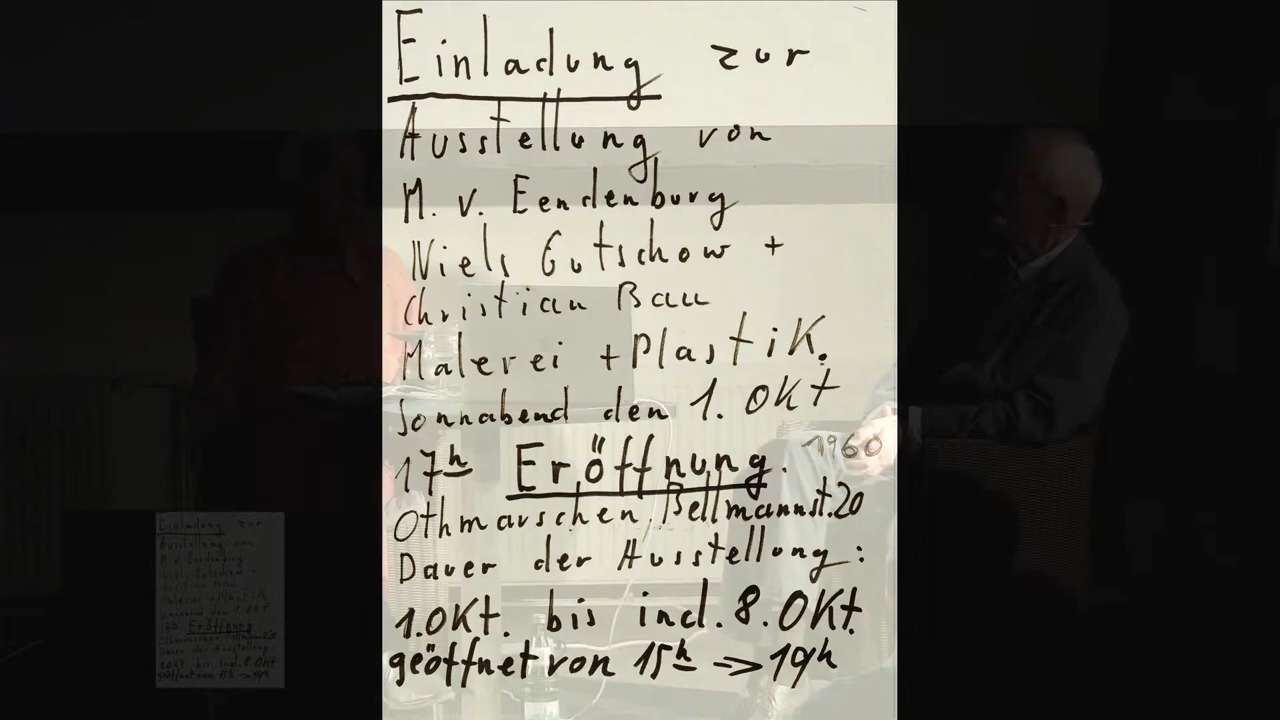 Einladung zur
Ausstellung von
M. v. Eendenburg
Niels Gutschow +
Christian Bau
Malerei + Plastik.
Sonnabend den 1. Okt
1960
17h Eröffnung.
Othmarschen, Bellmannst. 20
Dauer der Ausstellung:
1. Okt. bis incl. 8. Okt.
geöffnet von 15h → 19h